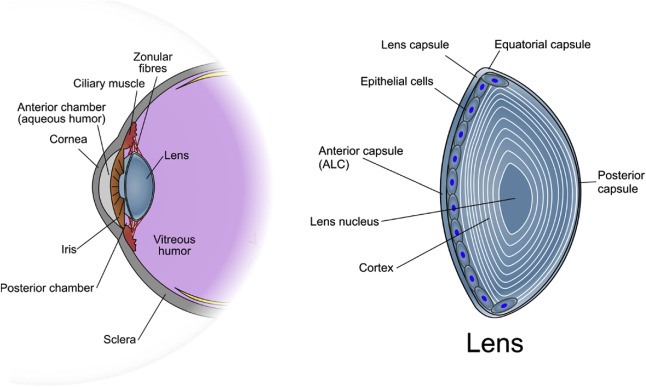 Zonular
fibres
Ciliary muscle
Anterior chamber
(aqueous humor)
Cornea
Lens
Iris
Vitreous
humor
Posterior chamber
Sclera
Lens capsule
Equatorial capsule
Epithelial cells
Anterior capsule
(ALC)
Posterior
capsule
Lens nucleus
Cortex
Lens